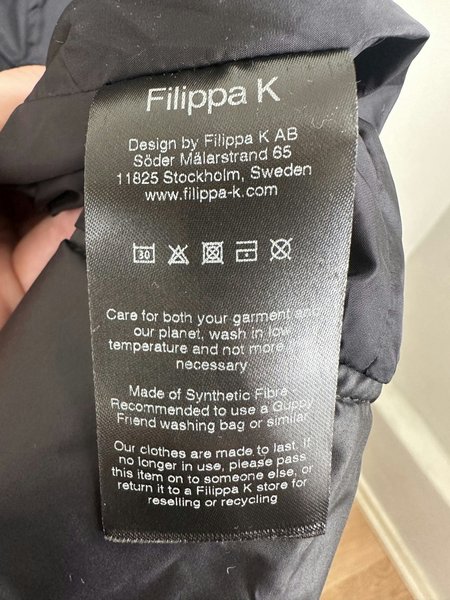 Filippa K
Design by Filippa K AB
Söder Mälarstrand 65
11825 Stockholm, Sweden
www.filippa-k.com
30
Care for both your garment and
our planet, wash in low
temperature and not more
necessary
Made of Synthetic Fibre
Recommended to use a Guppy
Friend washing bag or similar
Our clothes are made to last. If
no longer in use, please pass
this item on to someone else, or
return it to a Filippa K store for
reselling or recycling